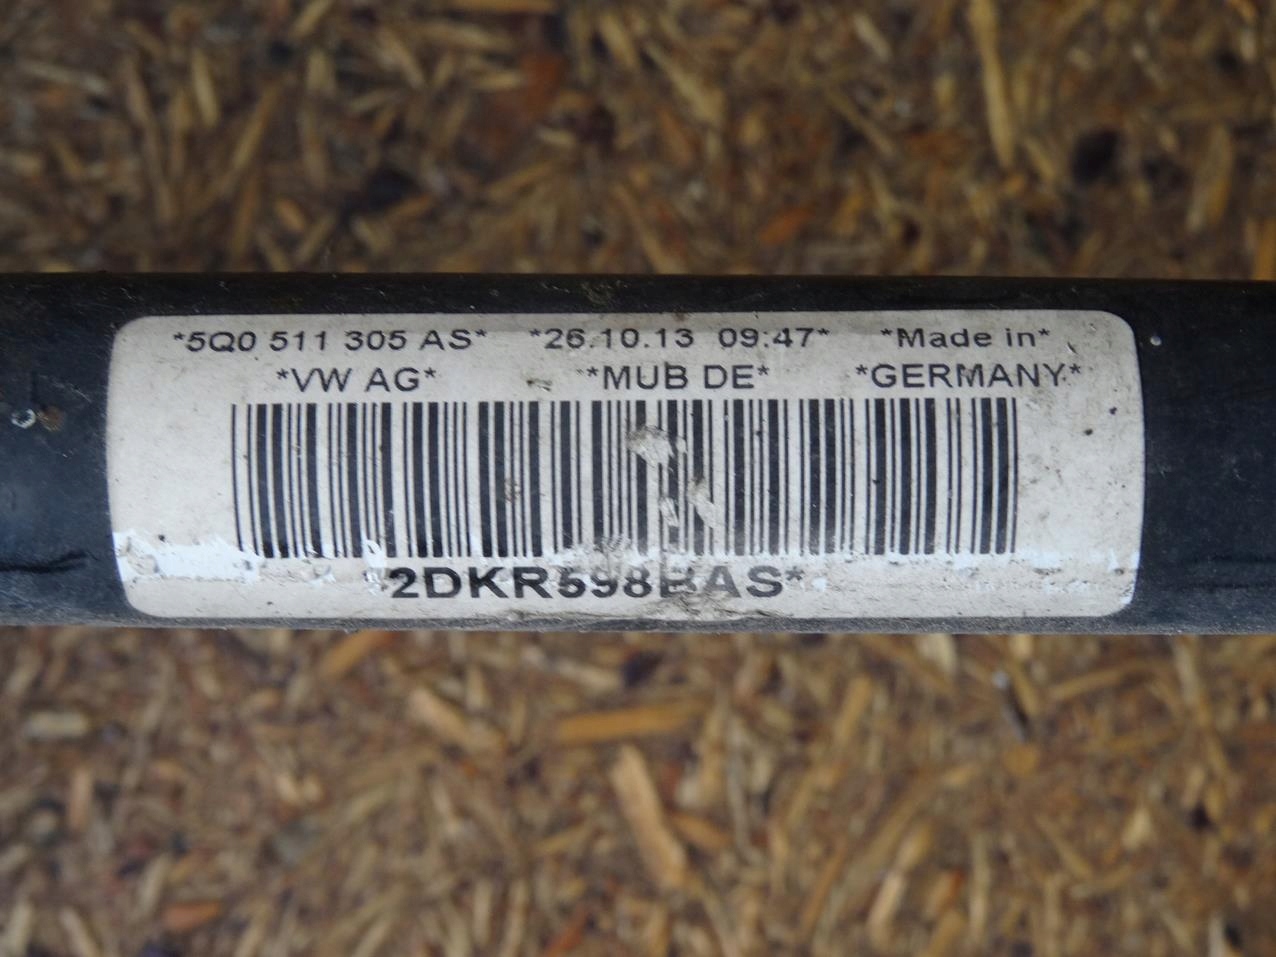 *5Q0 511 305 AS* *26.10.13 09:47* *Made in*
*VW AG* *MUB DE* *GERMANY*
*2DKR598BAS*